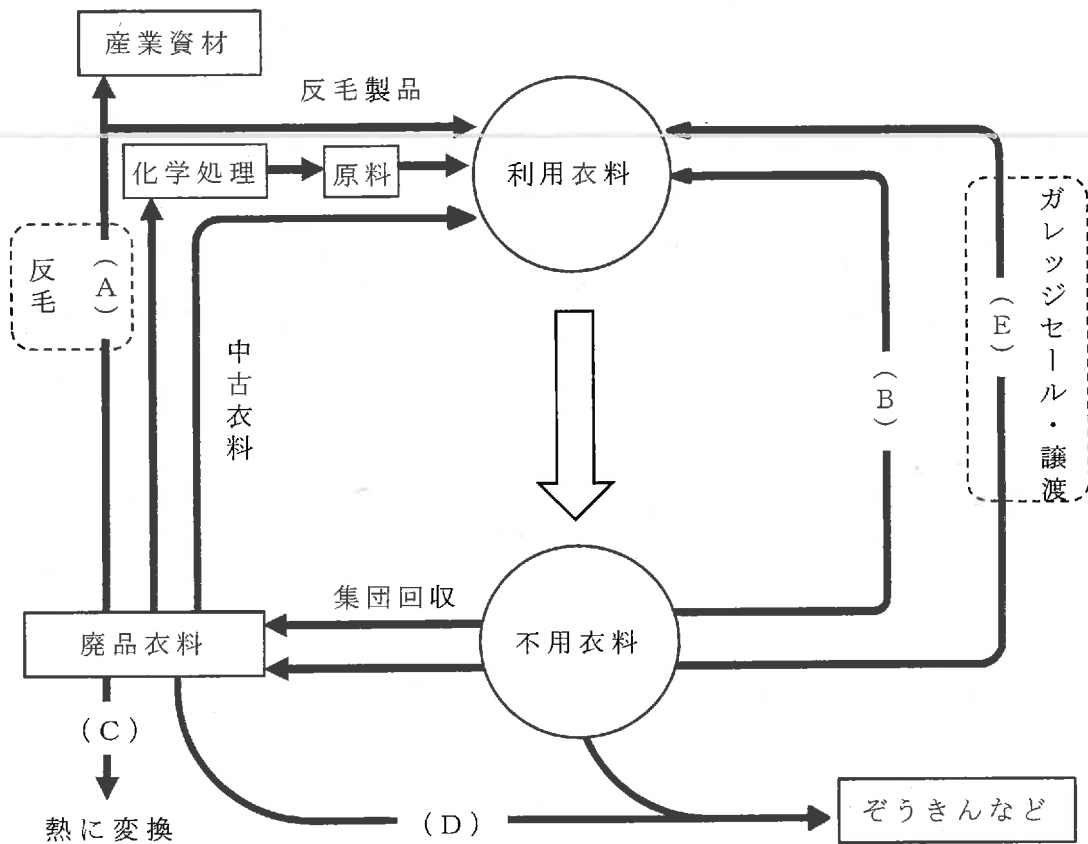 産業資材
反毛製品
化学処理
原料
利用衣料
反毛
(A)
中古衣料
(B)
(E)
ガレッジセール・譲渡
集団回収
廃品衣料
不用衣料
(C)
熱に変換
(D)
ぞうきんなど